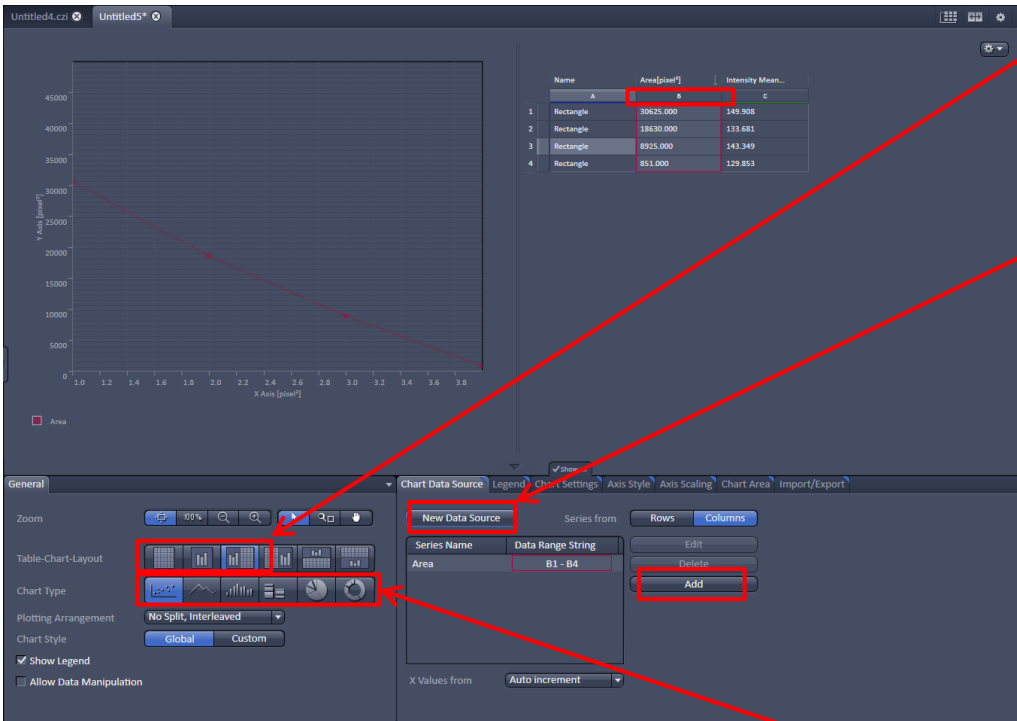 Untitled4.czi Untitled5*
45000
40000
35000
30000
25000
20000
15000
10000
5000
0
Y Axis [pixel²]
1.0 1.2 1.4 1.6 1.8 2.0 2.2 2.4 2.6 2.8 3.0 3.2 3.4 3.6 3.8
X Axis [pixel²]
Area
Name Area[pixel²] Intensity Mean...
A B C
1 Rectangle 30625.000 149.908
2 Rectangle 18630.000 133.681
3 Rectangle 8925.000 143.349
4 Rectangle 851.000 129.853
General
Zoom 100%
Table-Chart-Layout
Chart Type
Plotting Arrangement No Split, Interleaved
Chart Style Global Custom
Show Legend
Allow Data Manipulation
Chart Data Source Legend Chart Settings Axis Style Axis Scaling Chart Area Import/Export
New Data Source Series from Rows Columns
Series Name Data Range String
Area B1 - B4
Edit
Delete
Add
X Values from Auto increment